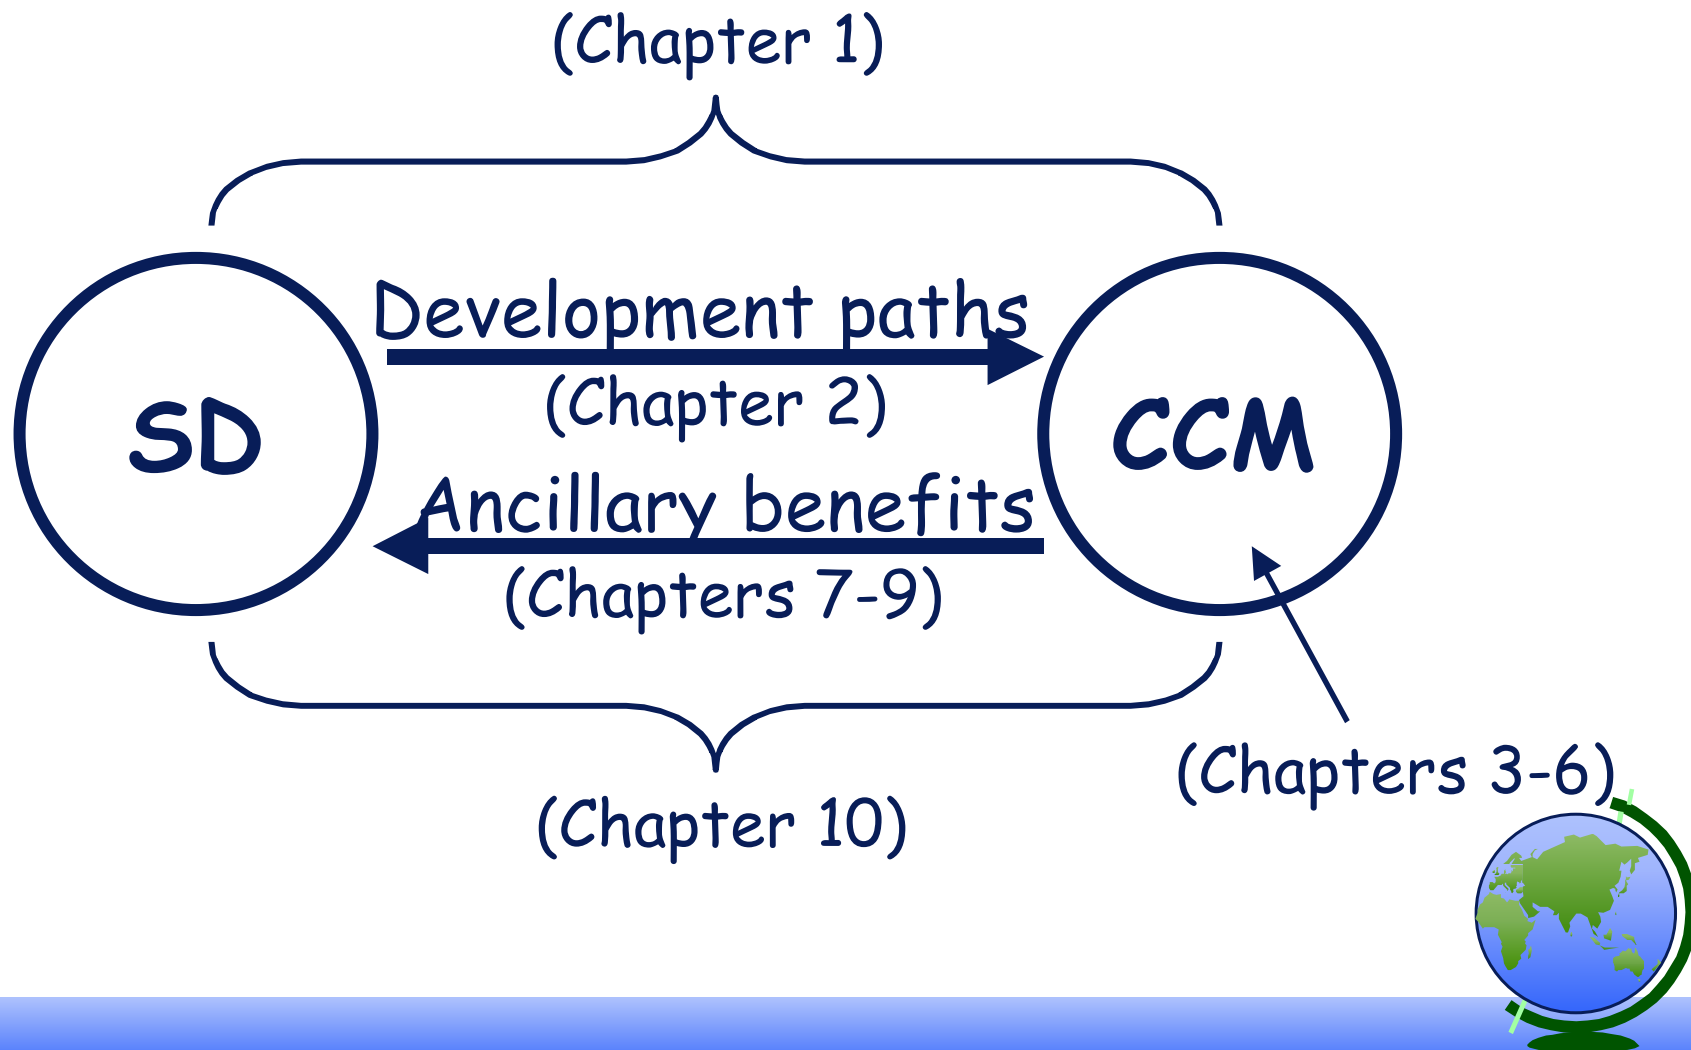 (Chapter 1)
Development paths
(Chapter 2)
SD
CCM
Ancillary benefits
(Chapters 7-9)
(Chapters 3-6)
(Chapter 10)